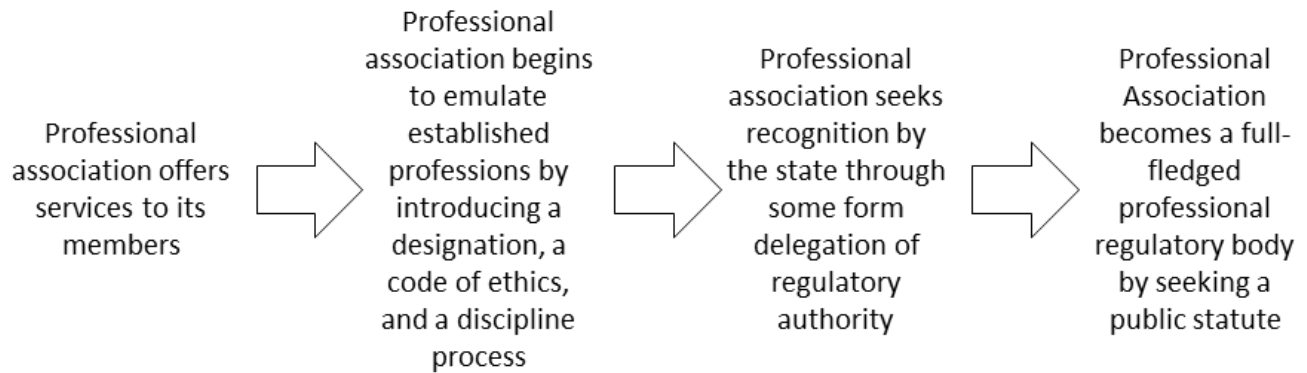 Professional
association offers
services to its
members
Professional
association begins
to emulate
established
professions by
introducing a
designation, a
code of ethics,
and a discipline
process
Professional
association seeks
recognition by
the state through
some form
delegation of
regulatory
authority
Professional
Association
becomes a full-
fledged
professional
regulatory body
by seeking a
public statute